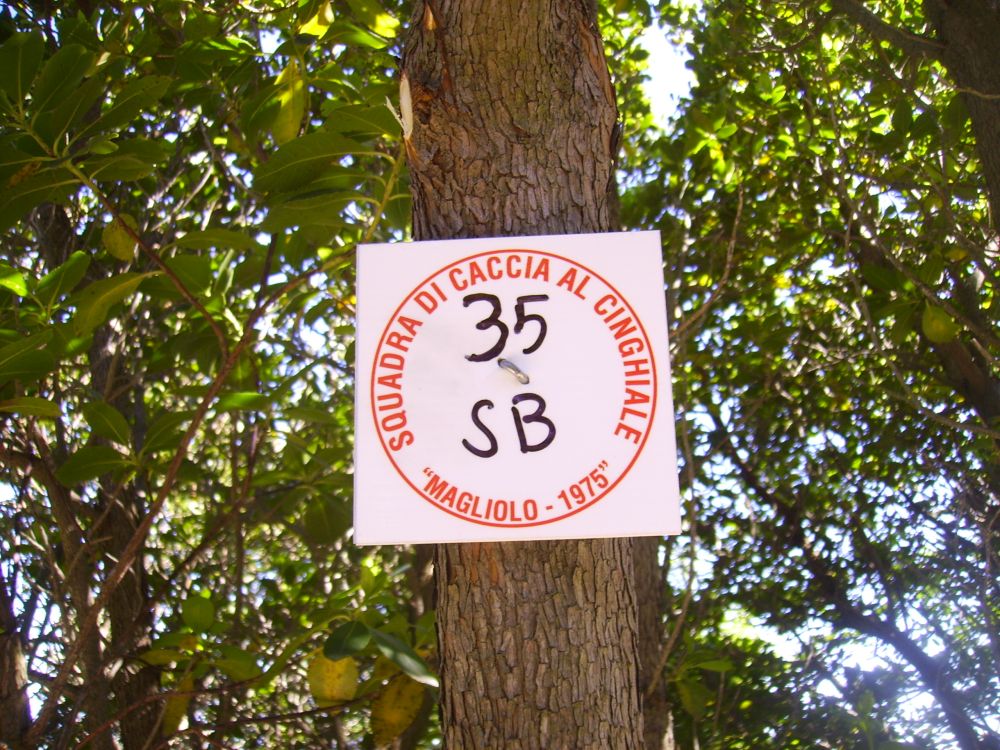 SQUADRA DI CACCIA AL CINGHIALE
35
SB
"MAGLIOLO - 1975"